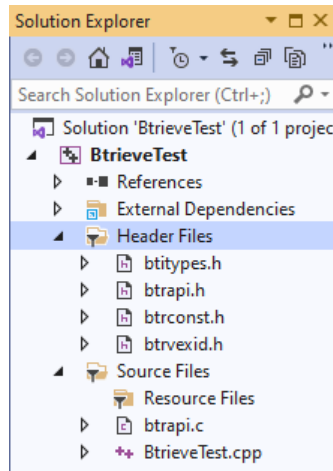 Solution Explorer
Search Solution Explorer (Ctrl+;)
Solution 'BtrieveTest' (1 of 1 projec
BtrieveTest
References
External Dependencies
Header Files
btitypes.h
btrapi.h
btrconst.h
btrvexid.h
Source Files
Resource Files
btrapi.c
BtrieveTest.cpp